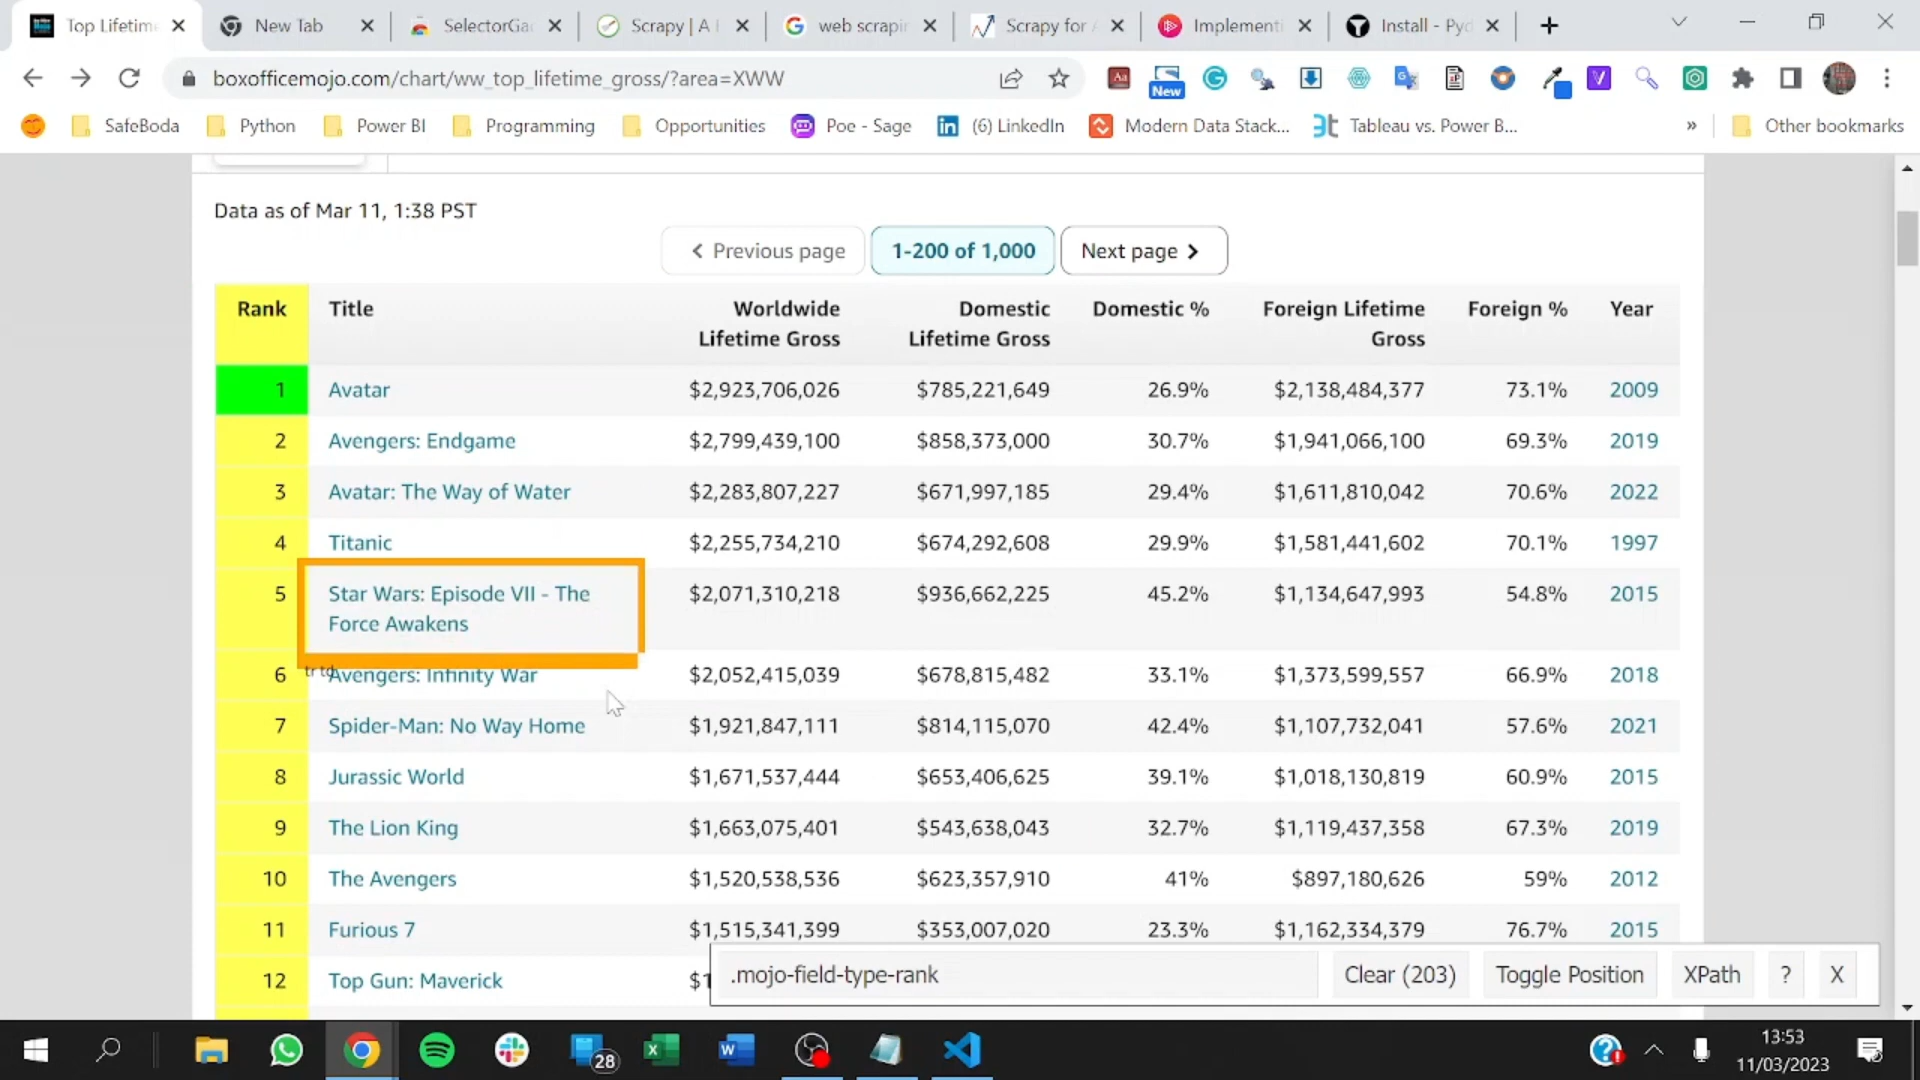 Top Lifetime
New Tab
SelectorGa
Scrapy | A
web scrapin
Scrapy for
Implementi
Install - Pyd
boxofficemojo.com/chart/ww_top_lifetime_gross/?area=XWW
New
SafeBoda
Python
Power BI
Programming
Opportunities
Poe - Sage
(6) LinkedIn
Modern Data Stack...
Tableau vs. Power B...
»
Other bookmarks
Data as of Mar 11, 1:38 PST
Previous page
1-200 of 1,000
Next page
Rank Title Worldwide Lifetime Gross Domestic Lifetime Gross Domestic % Foreign Lifetime Gross Foreign % Year
1 Avatar $2,923,706,026 $785,221,649 26.9% $2,138,484,377 73.1% 2009
2 Avengers: Endgame $2,799,439,100 $858,373,000 30.7% $1,941,066,100 69.3% 2019
3 Avatar: The Way of Water $2,283,807,227 $671,997,185 29.4% $1,611,810,042 70.6% 2022
4 Titanic $2,255,734,210 $674,292,608 29.9% $1,581,441,602 70.1% 1997
5 Star Wars: Episode VII - The $2,071,310,218 $936,662,225 45.2% $1,134,647,993 54.8% 2015
Force Awakens
tr td
6 Avengers: Infinity War $2,052,415,039 $678,815,482 33.1% $1,373,599,557 66.9% 2018
7 Spider-Man: No Way Home $1,921,847,111 $814,115,070 42.4% $1,107,732,041 57.6% 2021
8 Jurassic World $1,671,537,444 $653,406,625 39.1% $1,018,130,819 60.9% 2015
9 The Lion King $1,663,075,401 $543,638,043 32.7% $1,119,437,358 67.3% 2019
10 The Avengers $1,520,538,536 $623,357,910 41% $897,180,626 59% 2012
11 Furious 7 $1,515,341,399 $353,007,020 23.3% $1,162,334,379 76.7% 2015
12 Top Gun: Maverick $1
.mojo-field-type-rank
Clear (203)
Toggle Position
XPath
?
X
28
13:53
11/03/2023